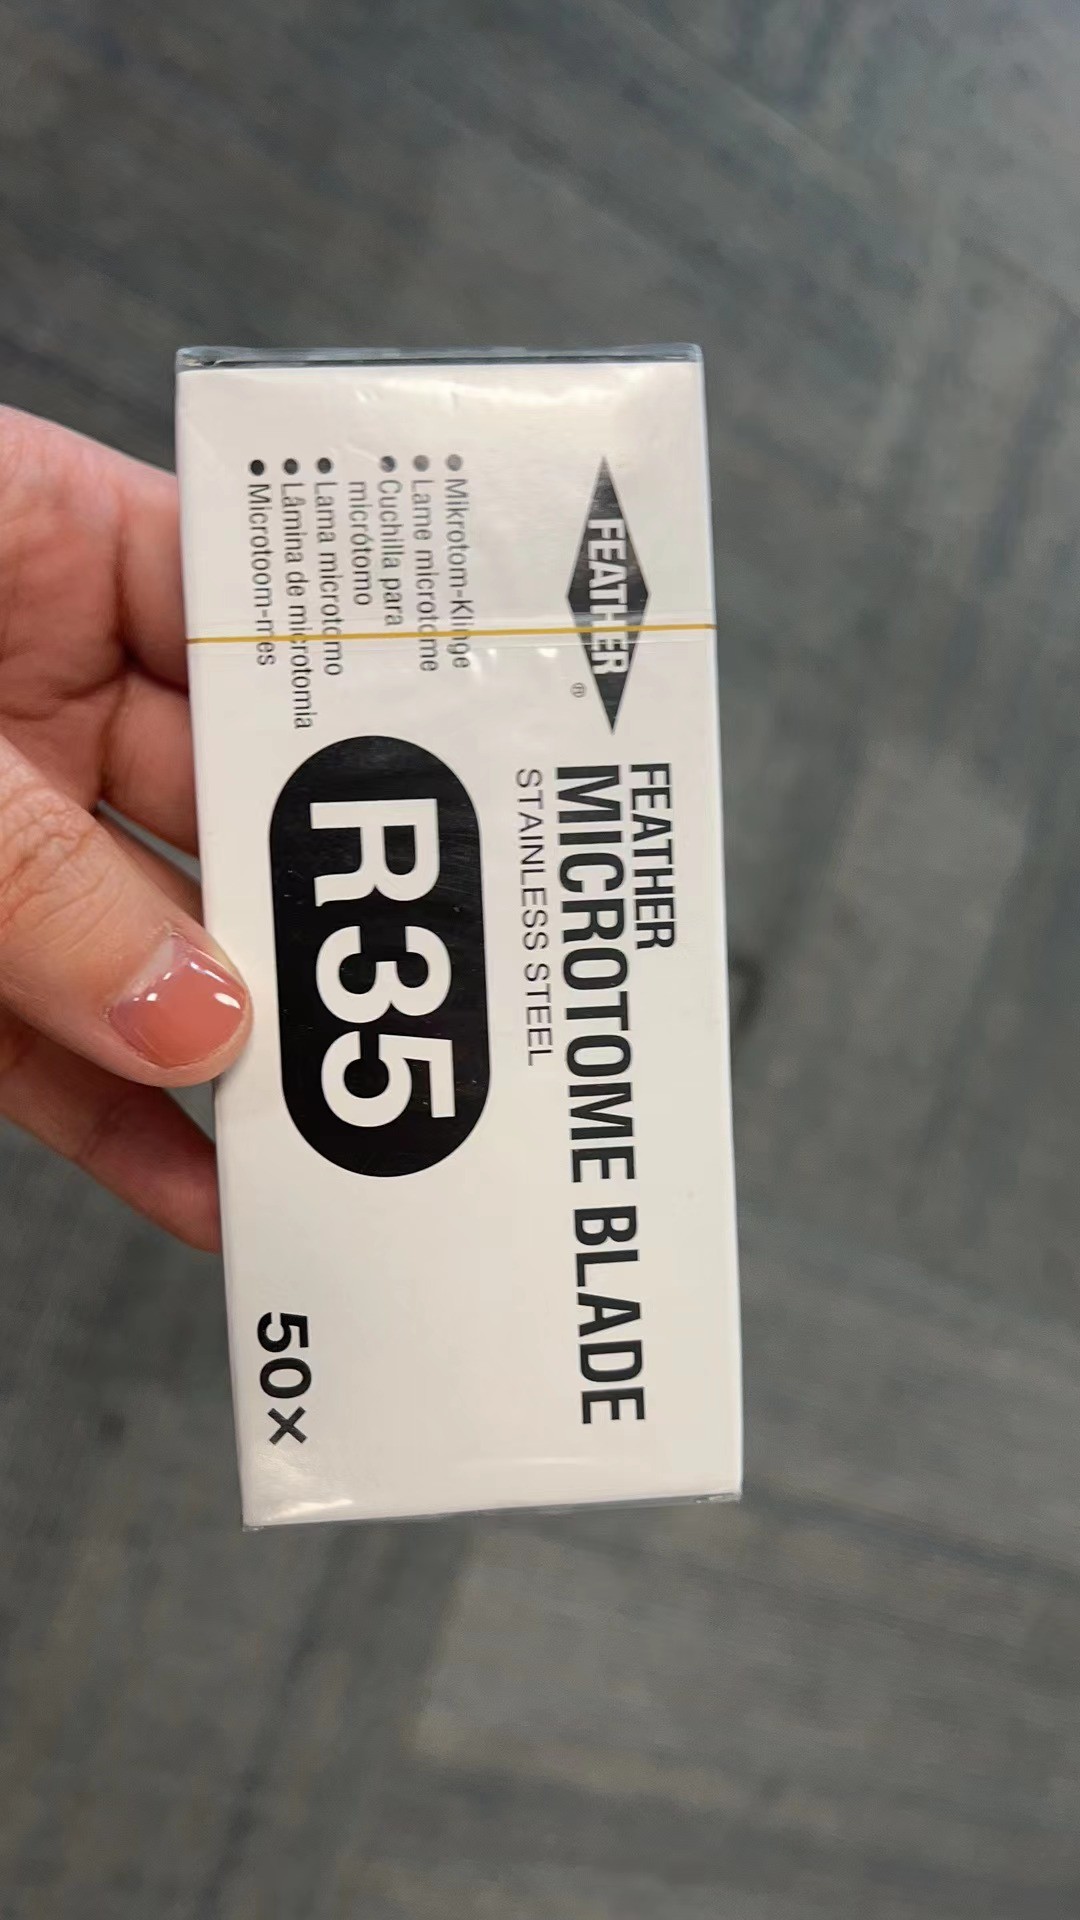 FEATHER
®
FEATHER
MICROTOME BLADE
STAINLESS STEEL
● Mikrotom-Klinge
● Lame microtome
● Cuchilla para
micrótomo
● Lama microtomo
● Lâmina de microtomia
● Microtoom-mes
R35
50×